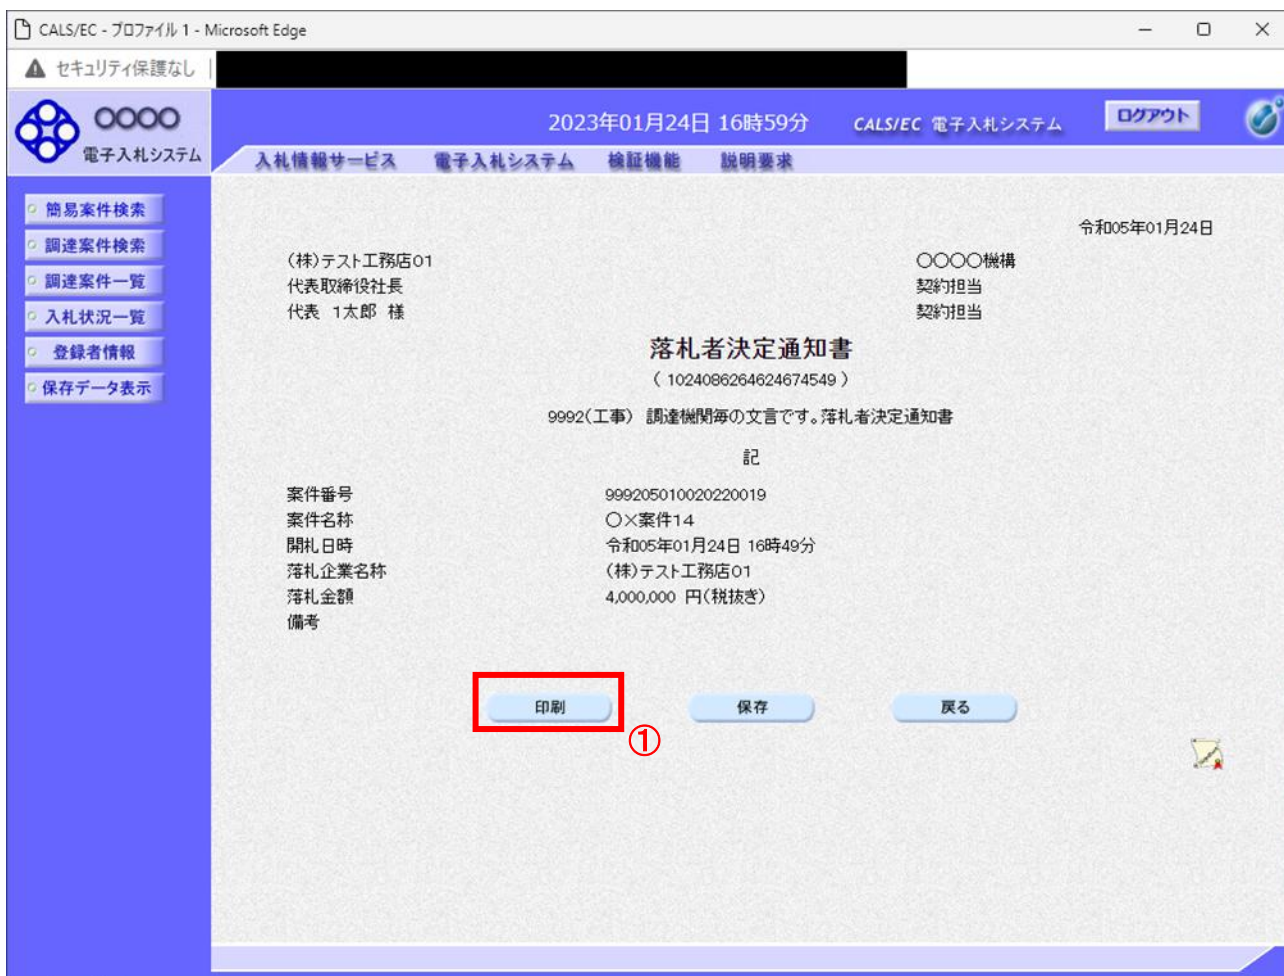 CALS/EC - プロファイル 1 - Microsoft Edge
セキュリティ保護なし
〇〇〇〇
電子入札システム
2023年01月24日 16時59分
CALS/EC 電子入札システム
ログアウト
入札情報サービス 電子入札システム 検証機能 説明要求
簡易案件検索
調達案件検索
調達案件一覧
入札状況一覧
登録者情報
保存データ表示
令和05年01月24日
(株)テスト工務店01
代表取締役社長
代表 1太郎 様
〇〇〇〇機構
契約担当
契約担当
落札者決定通知書
( 1024086264624674549 )
9992(工事) 調達機関毎の文言です。落札者決定通知書
記
案件番号 999205010020220019
案件名称 〇×案件14
開札日時 令和05年01月24日 16時49分
落札企業名称 (株)テスト工務店01
落札金額 4,000,000 円(税抜き)
備考
印刷 保存 戻る
①